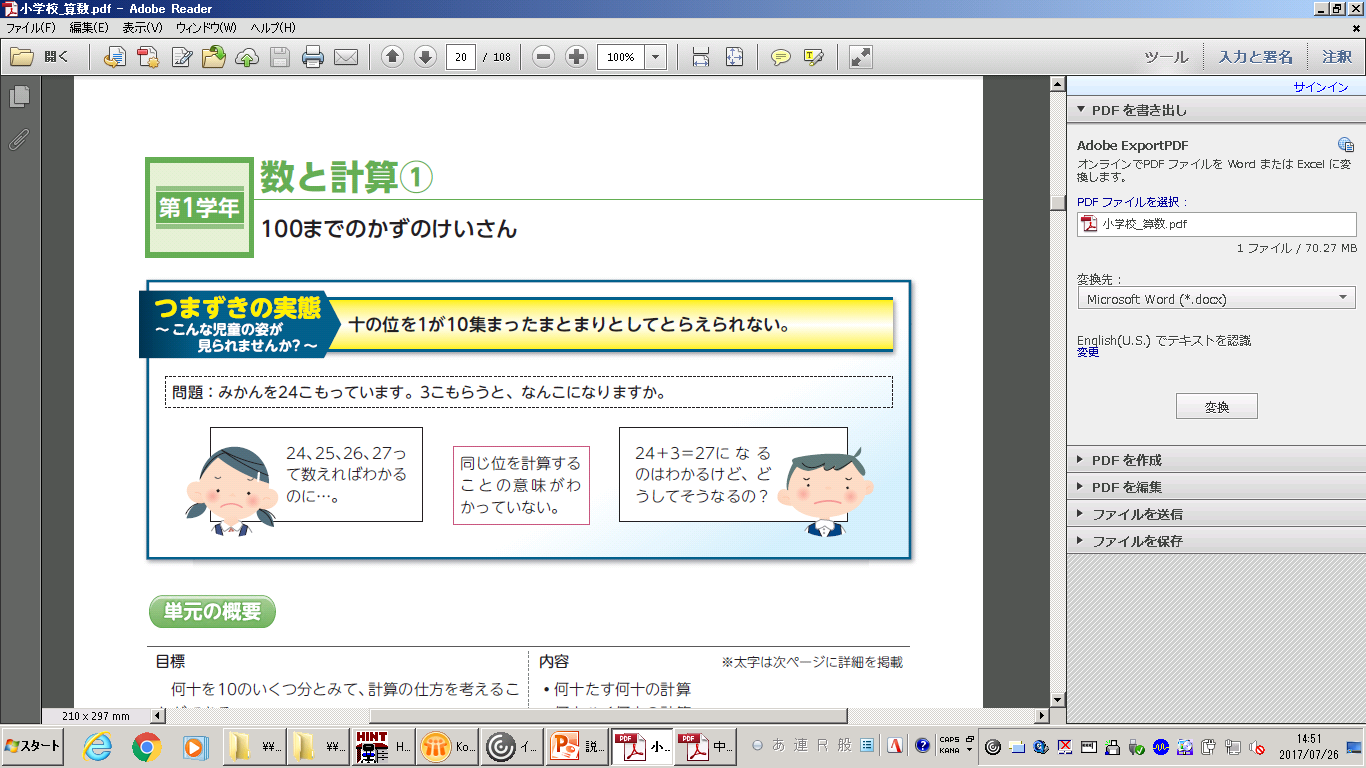 小学校_算数.pdf - Adobe Reader
ファイル(F) 編集(E) 表示(V) ウィンドウ(W) ヘルプ(H)
開く 20 / 108 100% ツール 入力と署名 注釈
サインイン
PDF を書き出し
Adobe ExportPDF
オンラインでPDF ファイルを Word または Excel に変
換します。
PDF ファイルを選択 :
小学校_算数.pdf
1 ファイル / 70.27 MB
変換先 :
Microsoft Word (*.docx)
English(U.S.) でテキストを認識
変更
変換
PDF を作成
PDF を編集
ファイルを送信
ファイルを保存
第1学年
数と計算①
100までのかずのけいさん
つまずきの実態
～ こんな児童の姿が
見られませんか? ～
十の位を1が10集まったまとまりとしてとらえられない。
問題：みかんを24こもっています。3こもらうと、なんこになりますか。
24、25、26、27っ
て数えればわかる
のに…。
同じ位を計算する
ことの意味がわ
かっていない。
24＋3＝27になる
のはわかるけど、ど
うしてそうなるの？
単元の概要
目標
何十を10のいくつ分とみて、計算の仕方を考えるこ
内容
※太字は次ページに詳細を掲載
• 何十たす何十の計算
210 x 297 mm
スタート ¥... ¥... HINT H... Ko... イ... 説... PDF 小... PDF 中... あ 連 R 般 CAPS KANA 14:51
2017/07/26